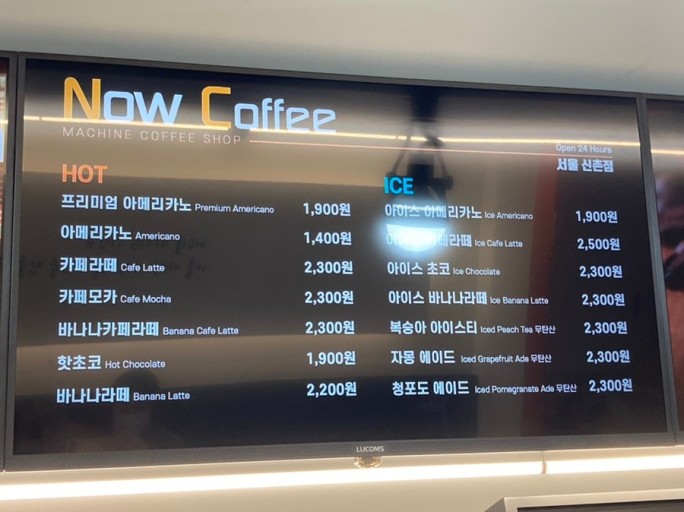 Now Coffee
MACHINE COFFEE SHOP
Open 24 Hours
서울 신촌점
HOT
프리미엄 아메리카노 Premium Americano 1,900원
아메리카노 Americano 1,400원
카페라떼 Cafe Latte 2,300원
카페모카 Cafe Mocha 2,300원
바나나카페라떼 Banana Cafe Latte 2,300원
핫초코 Hot Chocolate 1,900원
바나나라떼 Banana Latte 2,200원
ICE
아이스 아메리카노 Ice Americano 1,900원
카페라떼 Ice Cafe Latte 2,500원
아이스 초코 Ice Chocolate 2,300원
아이스 바나나라떼 Ice Banana Latte 2,300원
복숭아 아이스티 Iced Peach Tea 무탄산 2,300원
자몽 에이드 Iced Grapefruit Ade 무탄산 2,300원
청포도 에이드 Iced Pomegranate Ade 무탄산 2,300원
LUCOMS